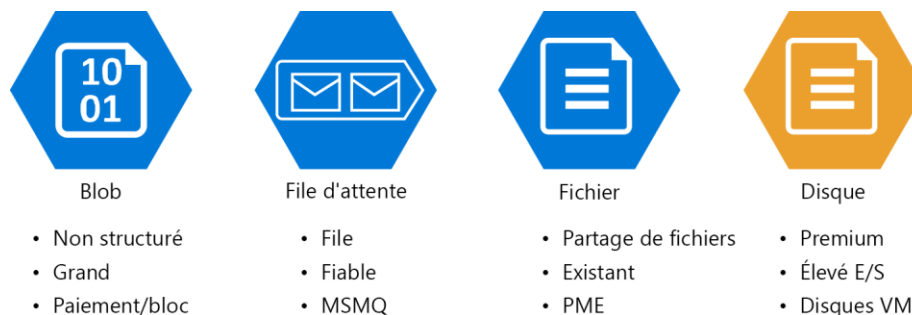 10
01
Blob
• Non structuré
• Grand
• Paiement/bloc
File d'attente
• File
• Fiable
• MSMQ
Fichier
• Partage de fichiers
• Existant
• PME
Disque
• Premium
• Élevé E/S
• Disques VM